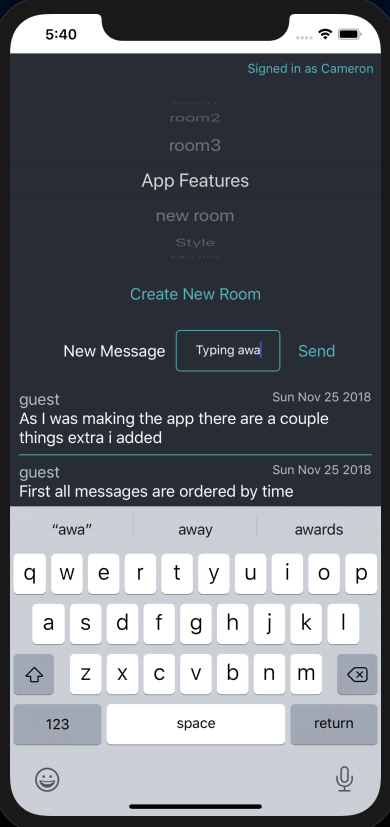 5:40
Signed in as Cameron
room2
room3
App Features
new room
Style
Create New Room
New Message
Typing awa
Send
guest
Sun Nov 25 2018
As I was making the app there are a couple
things extra i added
guest
Sun Nov 25 2018
First all messages are ordered by time
“awa”
away
awards
q w e r t y u i o p
a s d f g h j k l
z x c v b n m
123
space
return